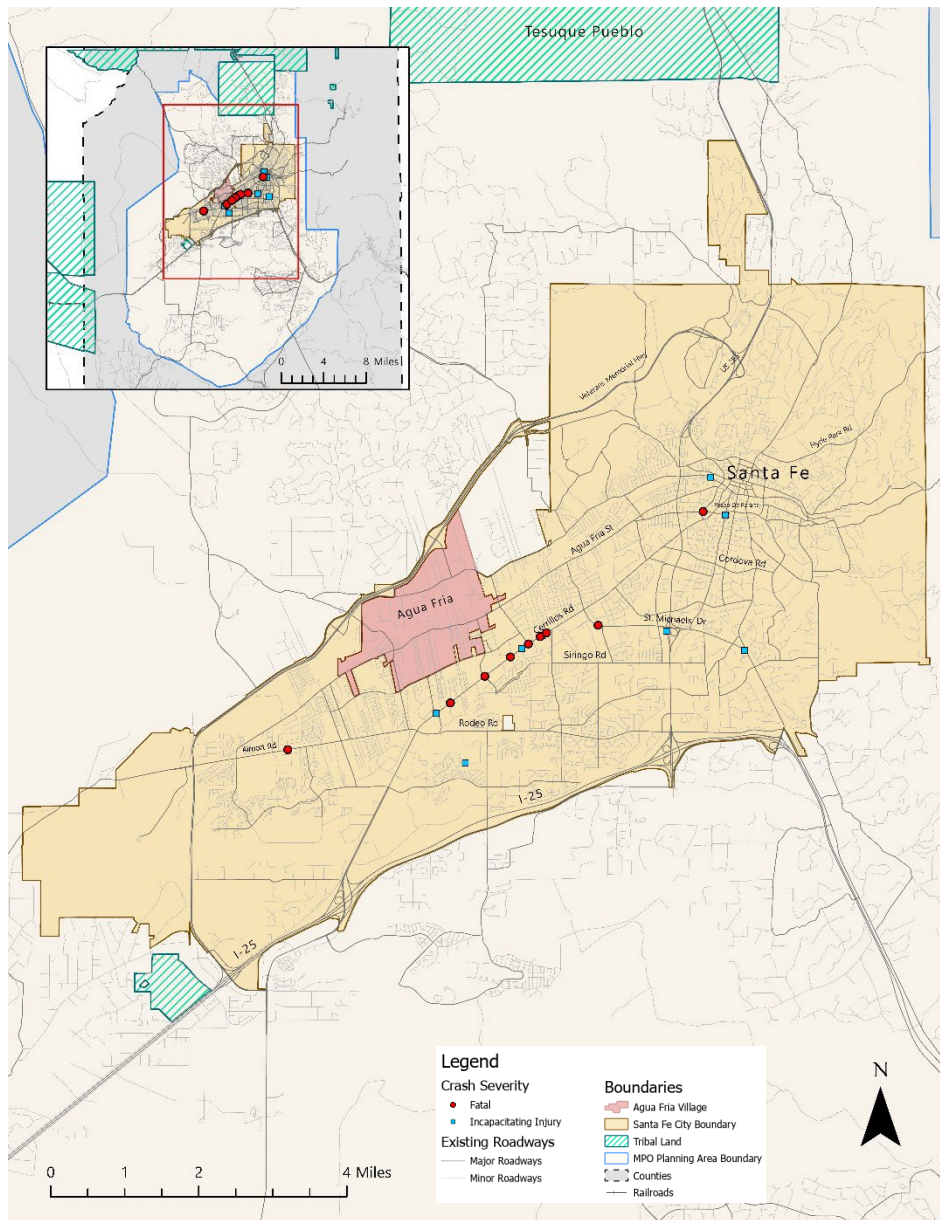 Tesuque Pueblo
0 4 8 Miles
Veterans Memorial Hwy
Hyde Park Rd
Santa Fe
Agua Fria St
Cordova Rd
Agua Fria
Cerrillos Rd
St. Michaels Dr
Siringo Rd
Rodeo Rd
Airport Rd
I-25
I-25
Legend
Crash Severity
Fatal
Incapacitating Injury
Existing Roadways
Major Roadways
Minor Roadways
Boundaries
Agua Fria Village
Santa Fe City Boundary
Tribal Land
MPO Planning Area Boundary
Counties
Railroads
N
0 1 2 4 Miles